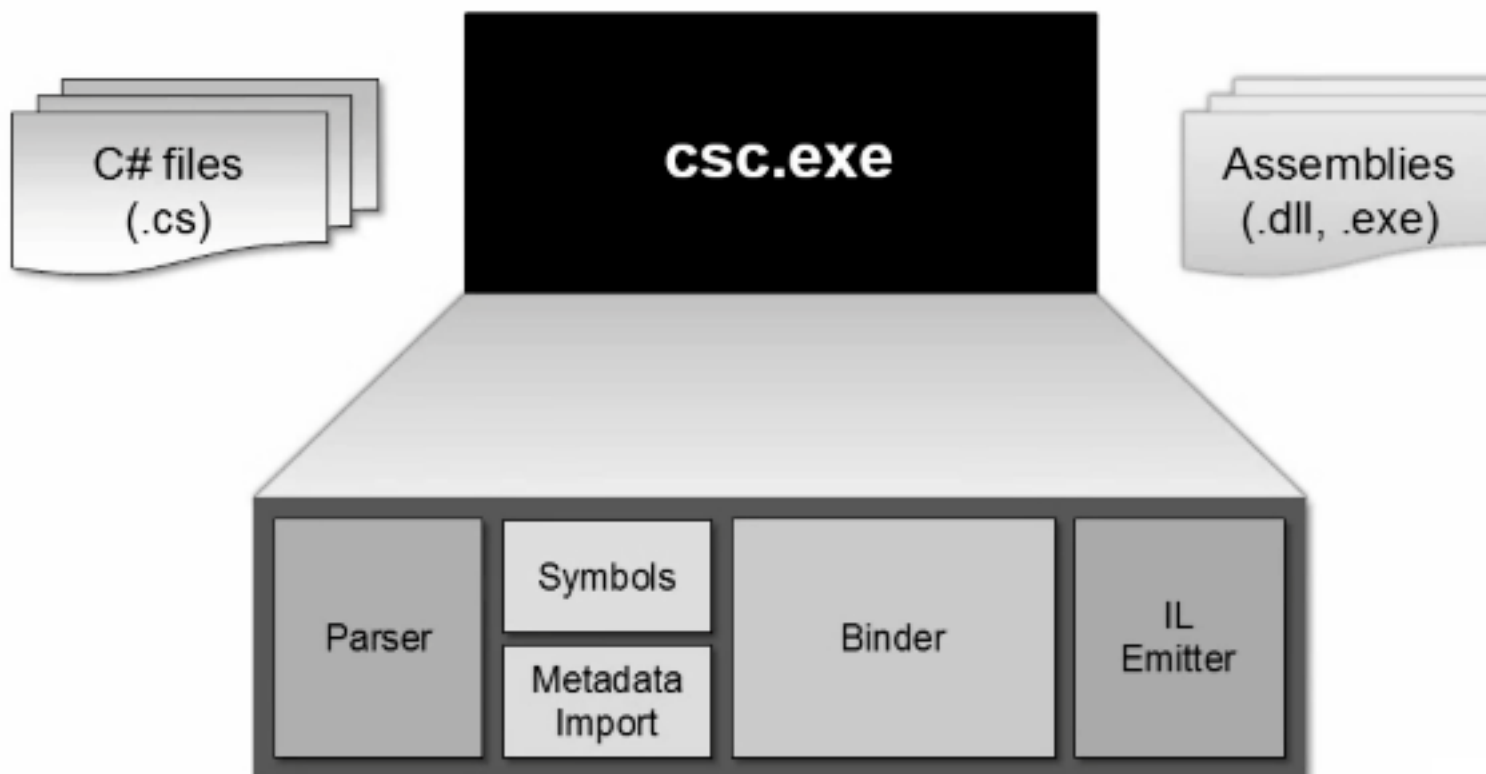 C# files
(.cs)
csc.exe
Assemblies
(.dll, .exe)
Parser
Symbols
Metadata
Import
Binder
IL
Emitter